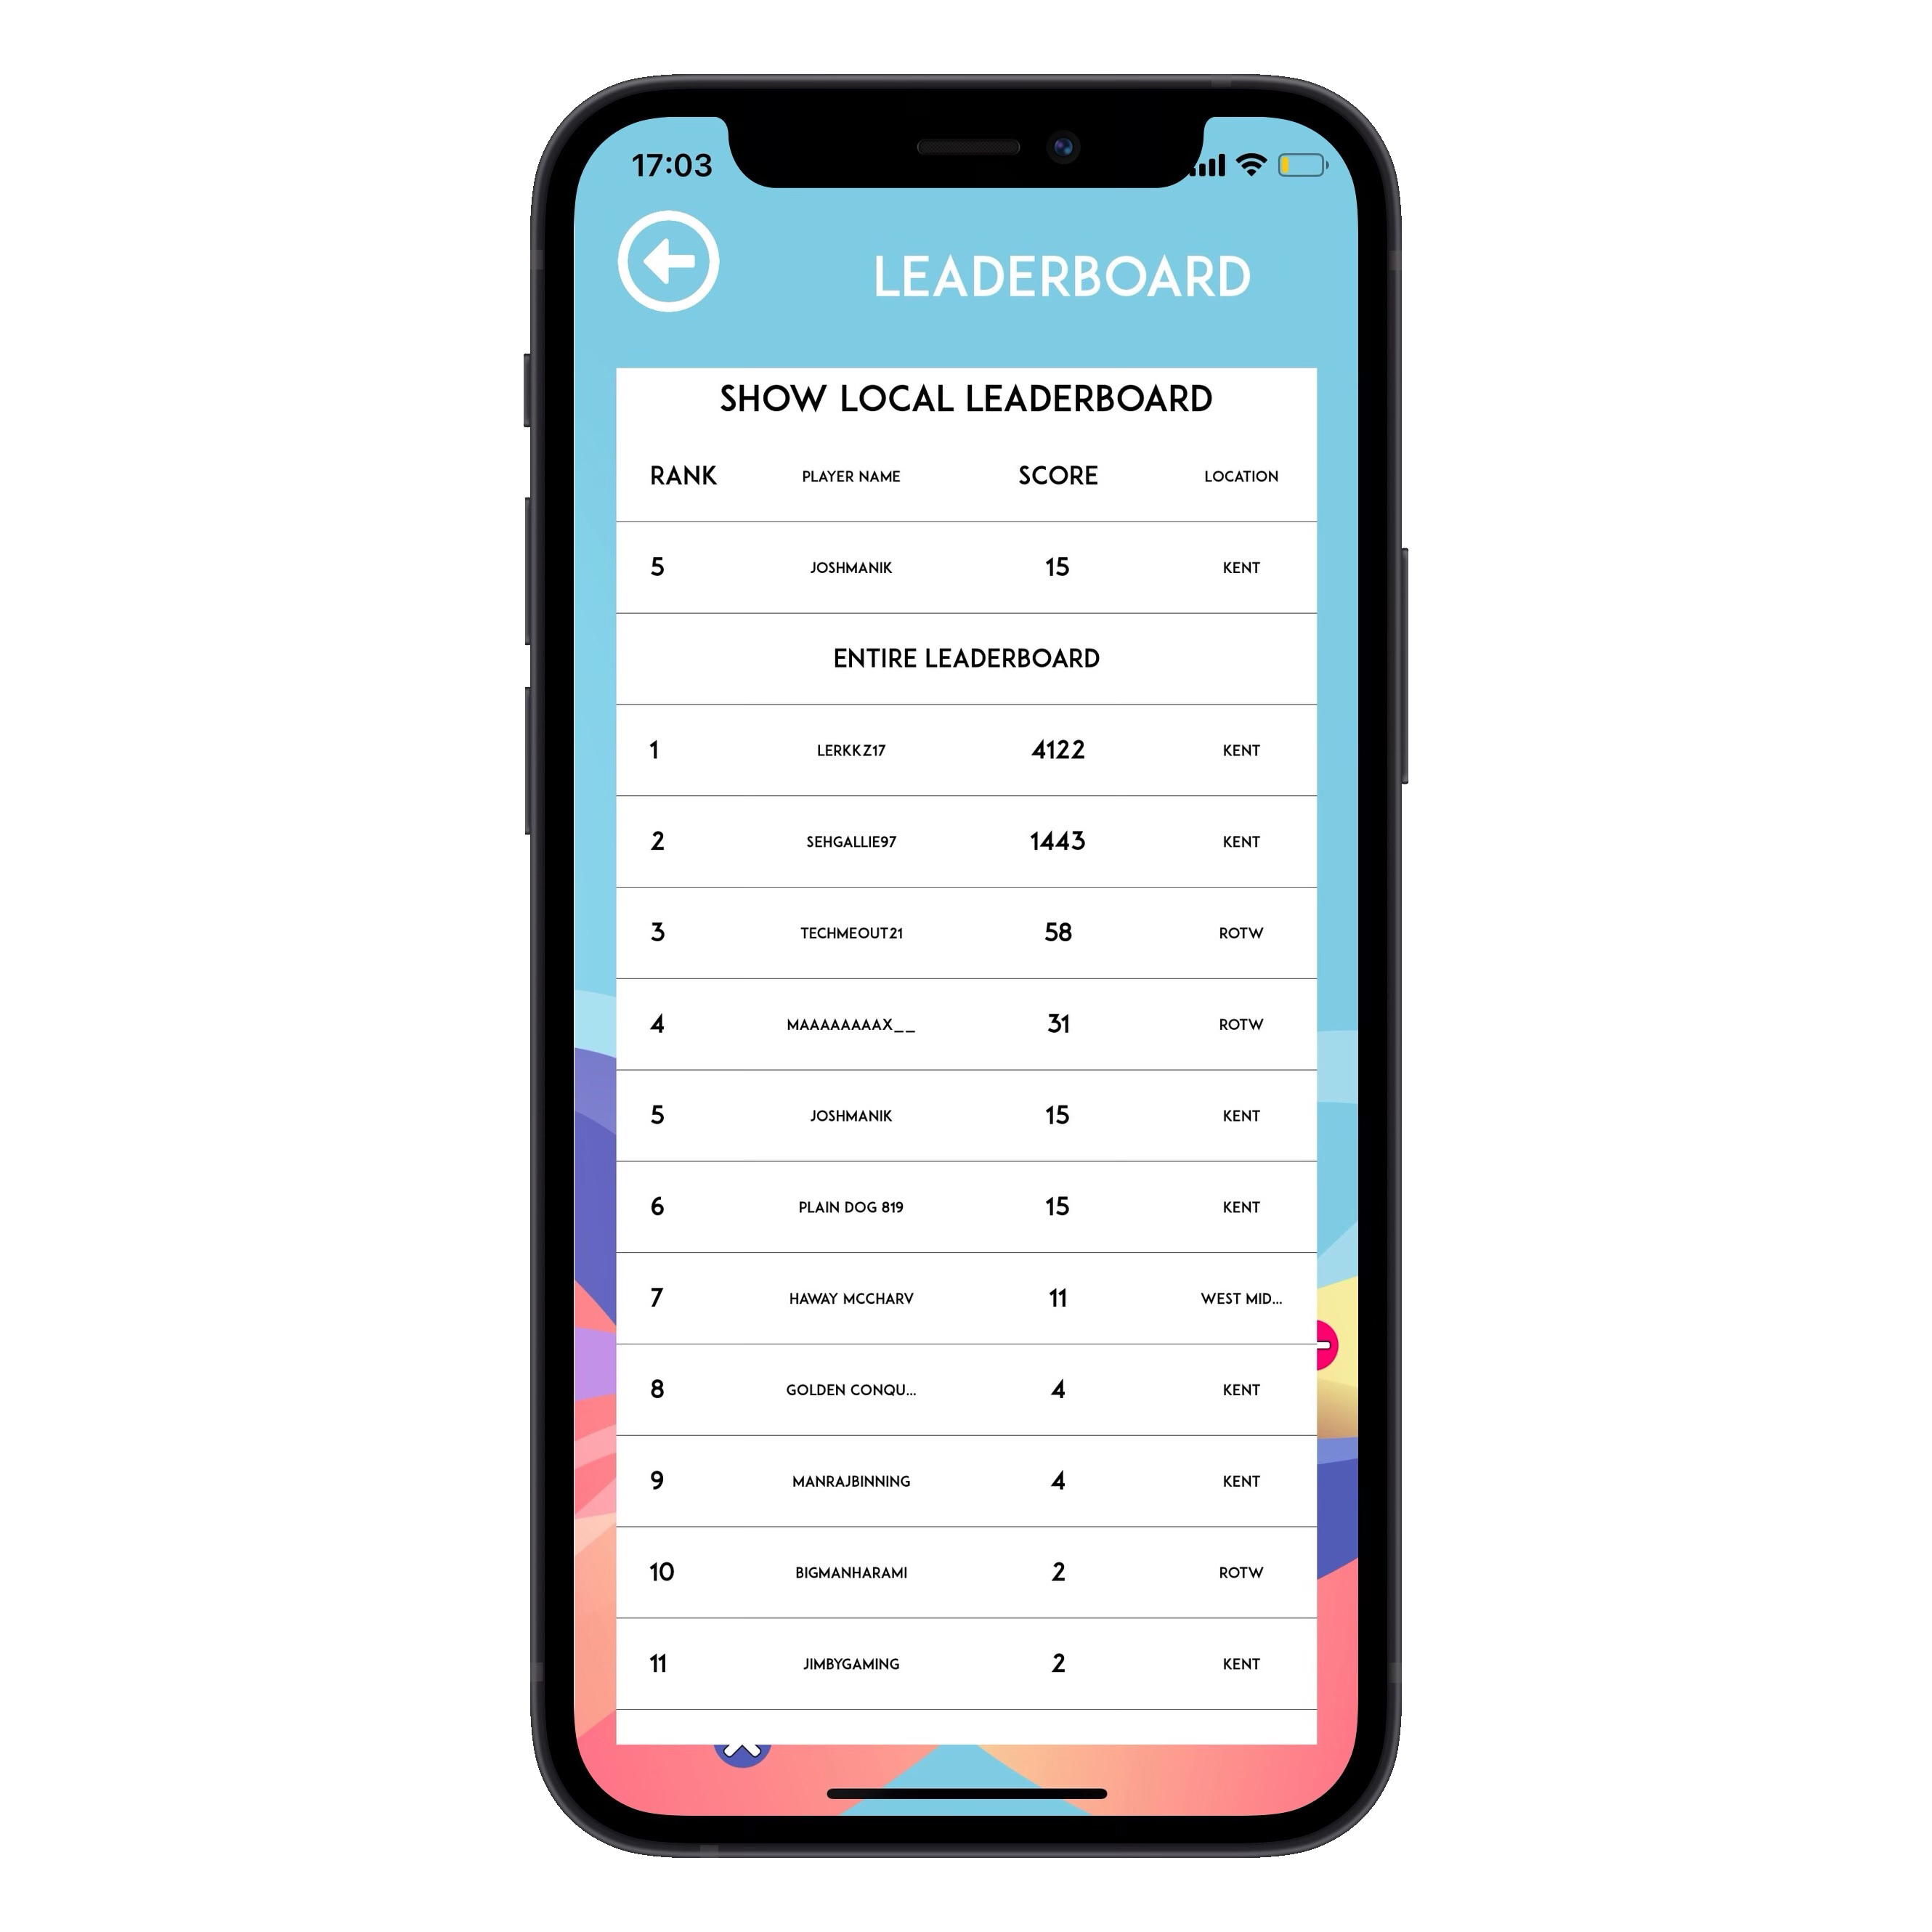 17:03
LEADERBOARD
SHOW LOCAL LEADERBOARD
RANK PLAYER NAME SCORE LOCATION
5 JOSHMANIK 15 KENT
ENTIRE LEADERBOARD
1 LERKKZ17 4122 KENT
2 SEHGALLIE97 1443 KENT
3 TECHMEOUT21 58 ROTW
4 MAAAAAAAAX__ 31 ROTW
5 JOSHMANIK 15 KENT
6 PLAIN DOG 819 15 KENT
7 HAWAY MCCHARV 11 WEST MID...
8 GOLDEN CONQU... 4 KENT
9 MANRAJBINNING 4 KENT
10 BIGMANHARAMI 2 ROTW
11 JIMBYGAMING 2 KENT